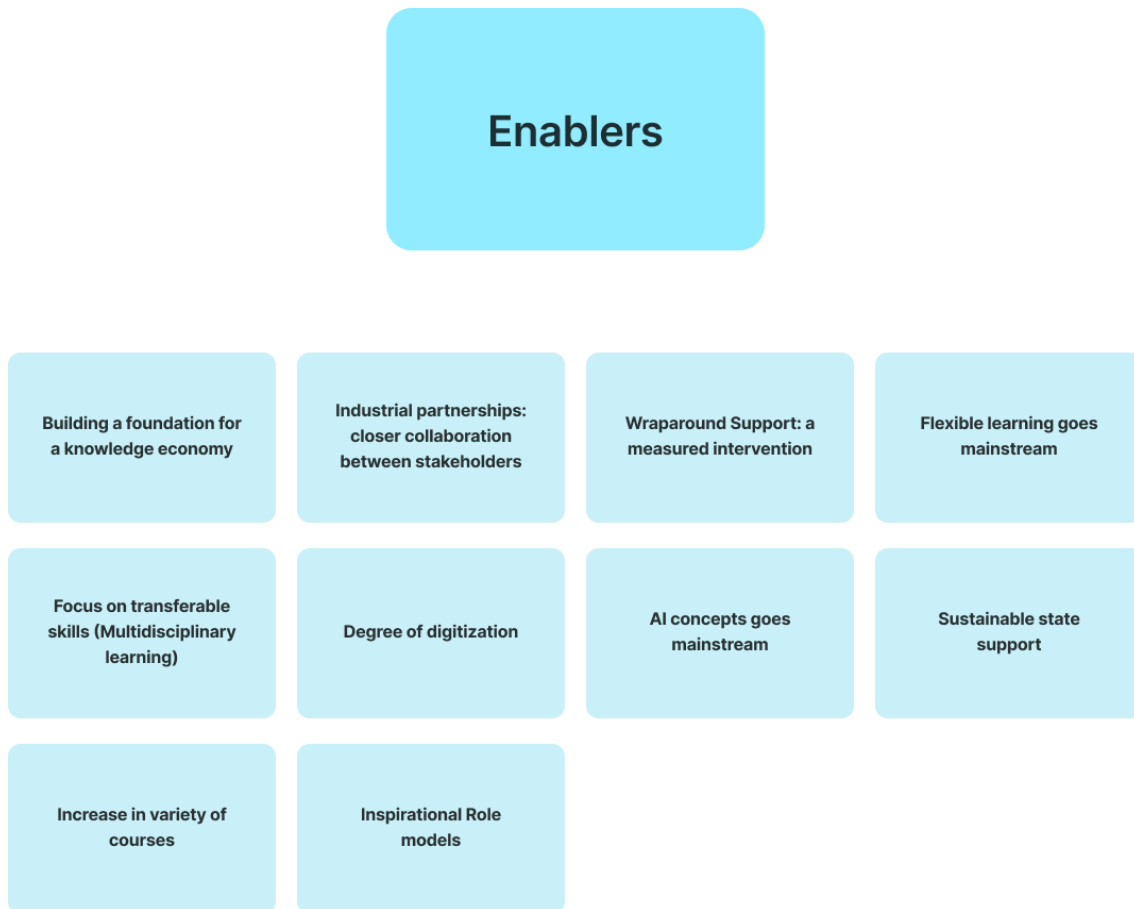 Enablers
Building a foundation for
a knowledge economy
Industrial partnerships:
closer collaboration
between stakeholders
Wraparound Support: a
measured intervention
Flexible learning goes
mainstream
Focus on transferable
skills (Multidisciplinary
learning)
Degree of digitization
AI concepts goes
mainstream
Sustainable state
support
Increase in variety of
courses
Inspirational Role
models